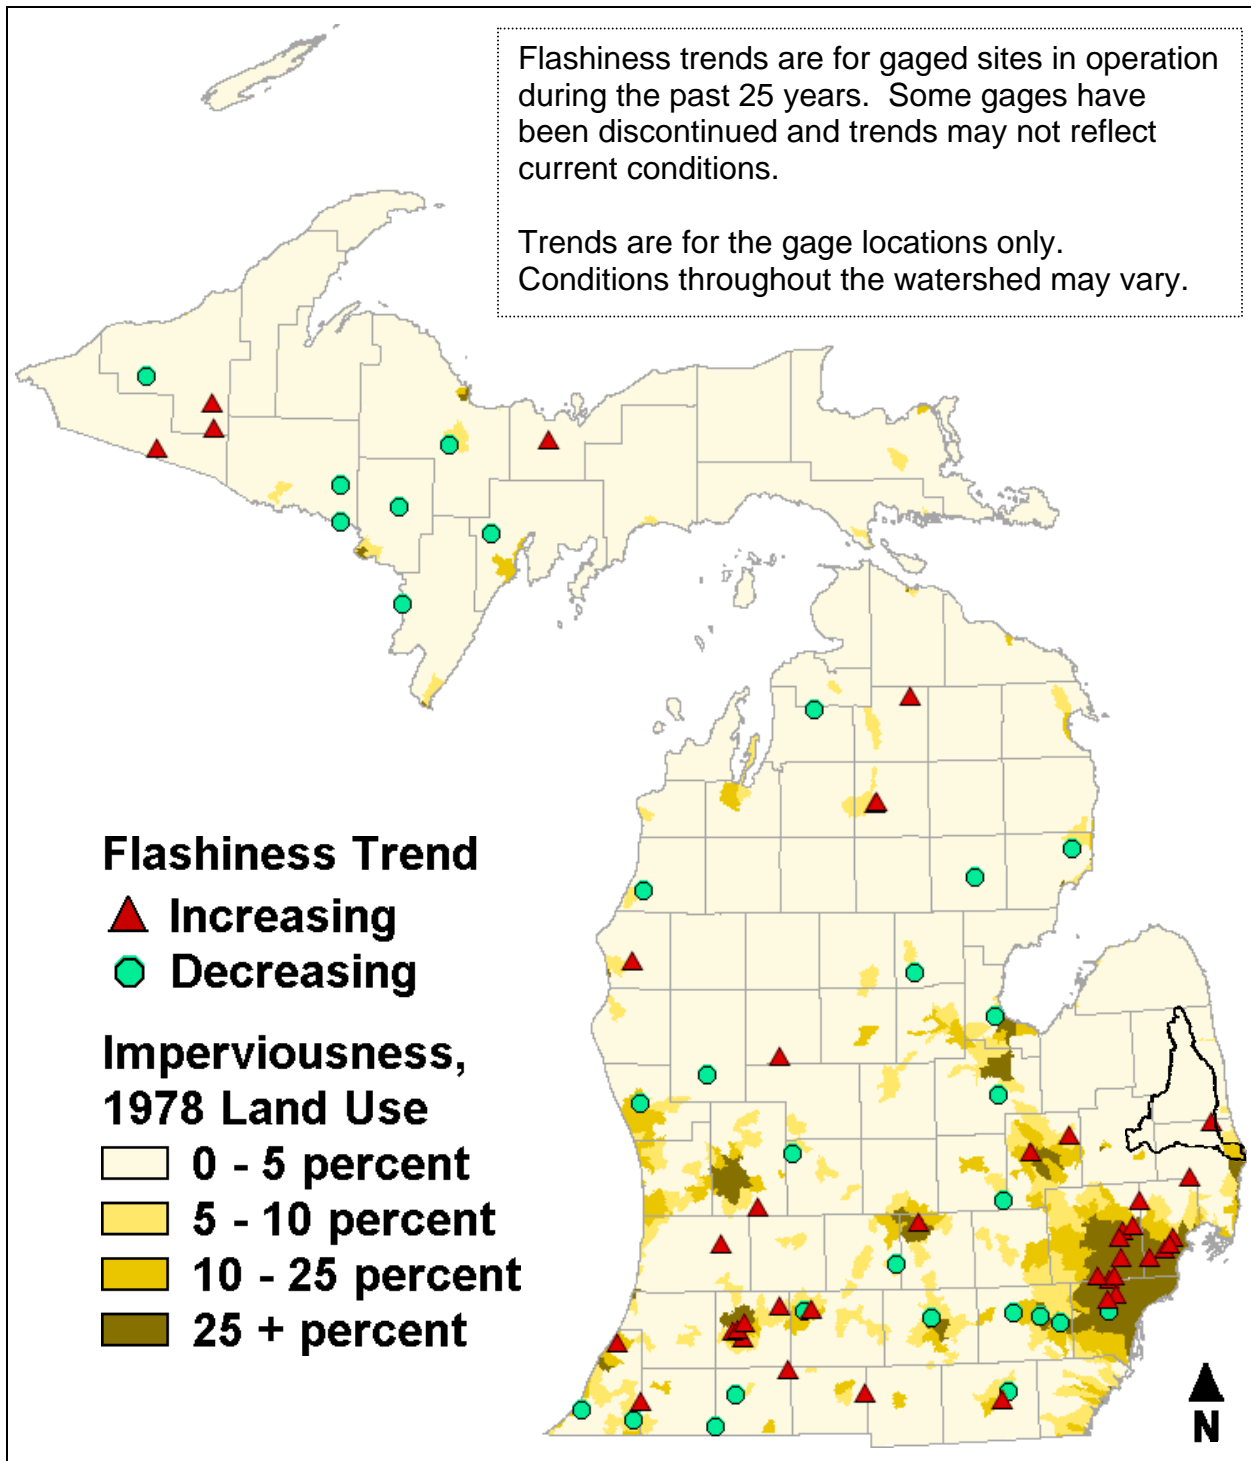 Flashiness trends are for gaged sites in operation
during the past 25 years.  Some gages have
been discontinued and trends may not reflect
current conditions.
Trends are for the gage locations only.
Conditions throughout the watershed may vary.
Flashiness Trend
Increasing
Decreasing
Imperviousness,
1978 Land Use
0 - 5 percent
5 - 10 percent
10 - 25 percent
25 + percent
N